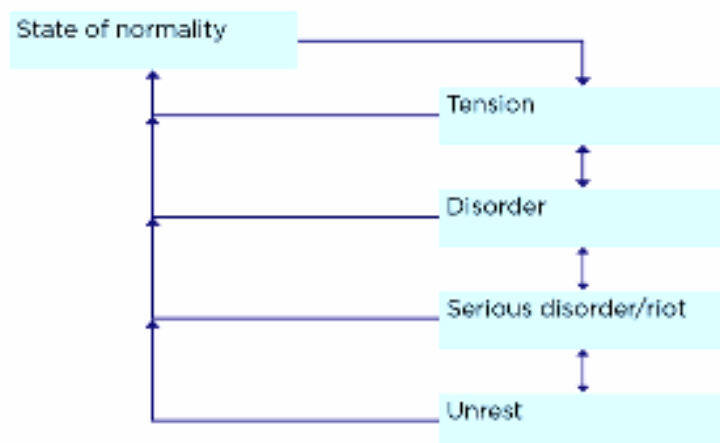 State of normality
Tension
Disorder
Serious disorder/riot
Unrest